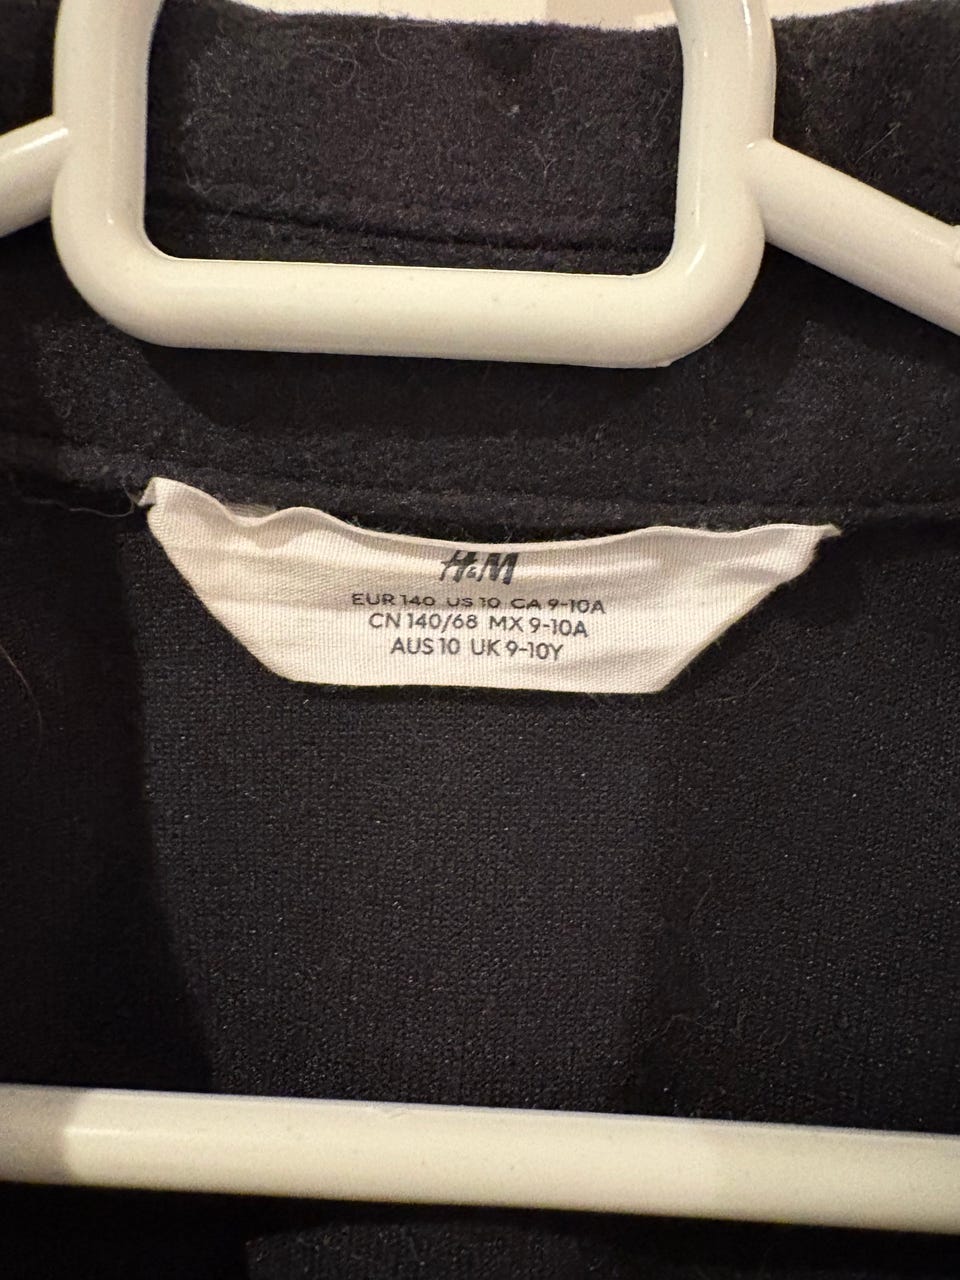 H&M
EUR 140 US 10 CA 9-10A
CN 140/68 MX 9-10A
AUS 10 UK 9-10Y